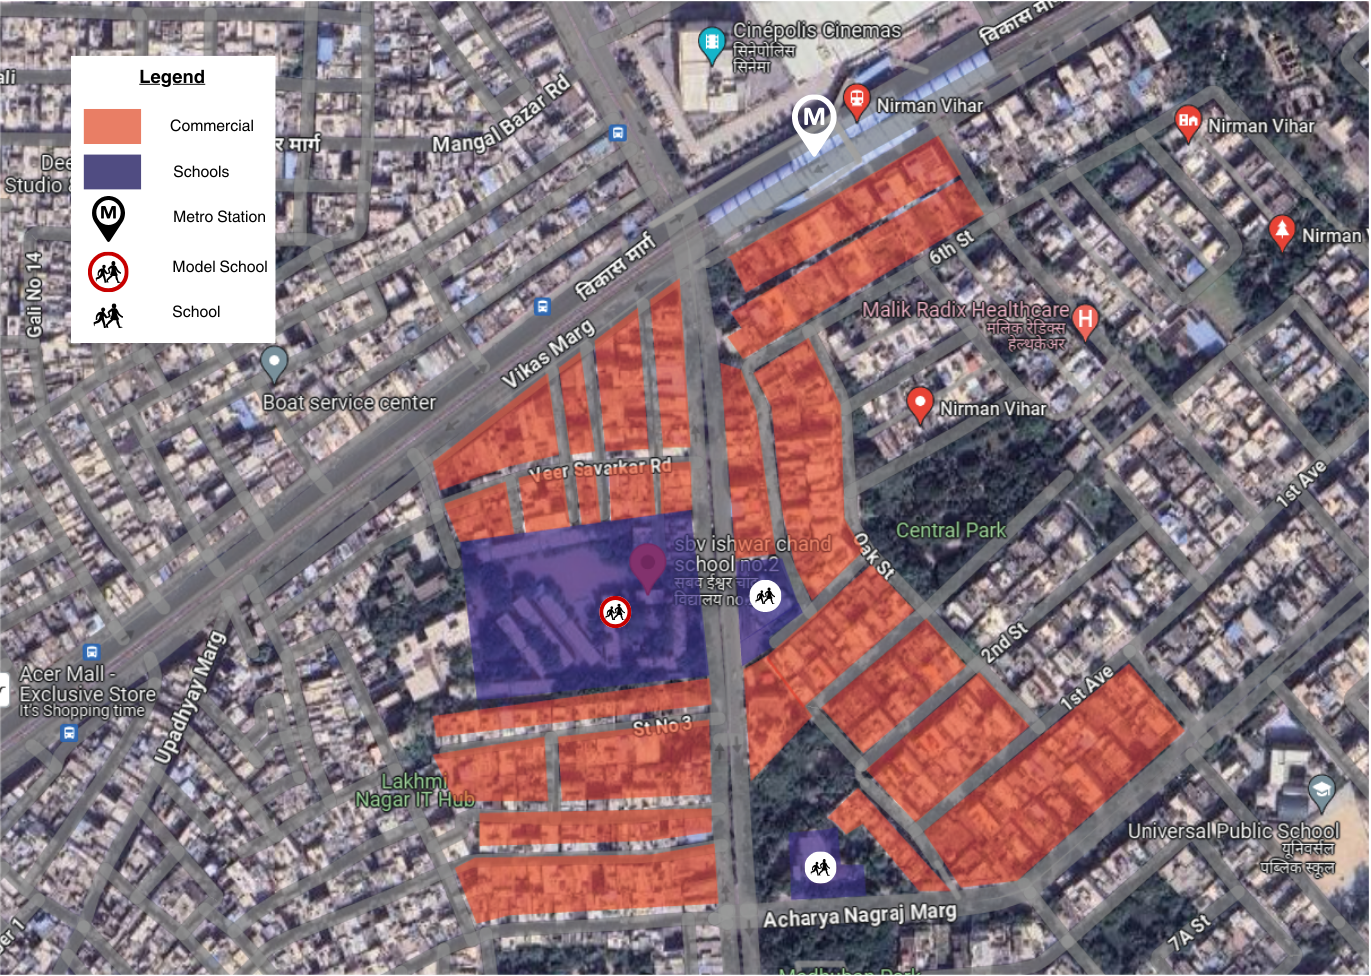 Legend
Commercial
Schools
M
Metro Station
Model School
School
Cinépolis Cinemas
सिनेपोलिस
सिनेमा
विकास मार्ग
Nirman Vihar
M
Nirman Vihar
Mangal Bazar Rd
मार्ग
Studio
Gali No 14
विकास मार्ग
6th St
Nirman
Malik Radix Healthcare
मलिक रेडिक्स
हेल्थकेअर
H
Vikas Marg
Boat service center
Nirman Vihar
Veer Savarkar Rd
1st Ave
Central Park
sbv ishwar chand
school no:2
Oak St
2nd St
Upadhyay Marg
Acer Mall -
Exclusive Store
It's Shopping time
1st Ave
St No 3
Lakhmi
Nagar IT Hub
Universal Public School
यूनिवर्सल
पब्लिक स्कूल
Acharya Nagraj Marg
7A St
Madhuban Park